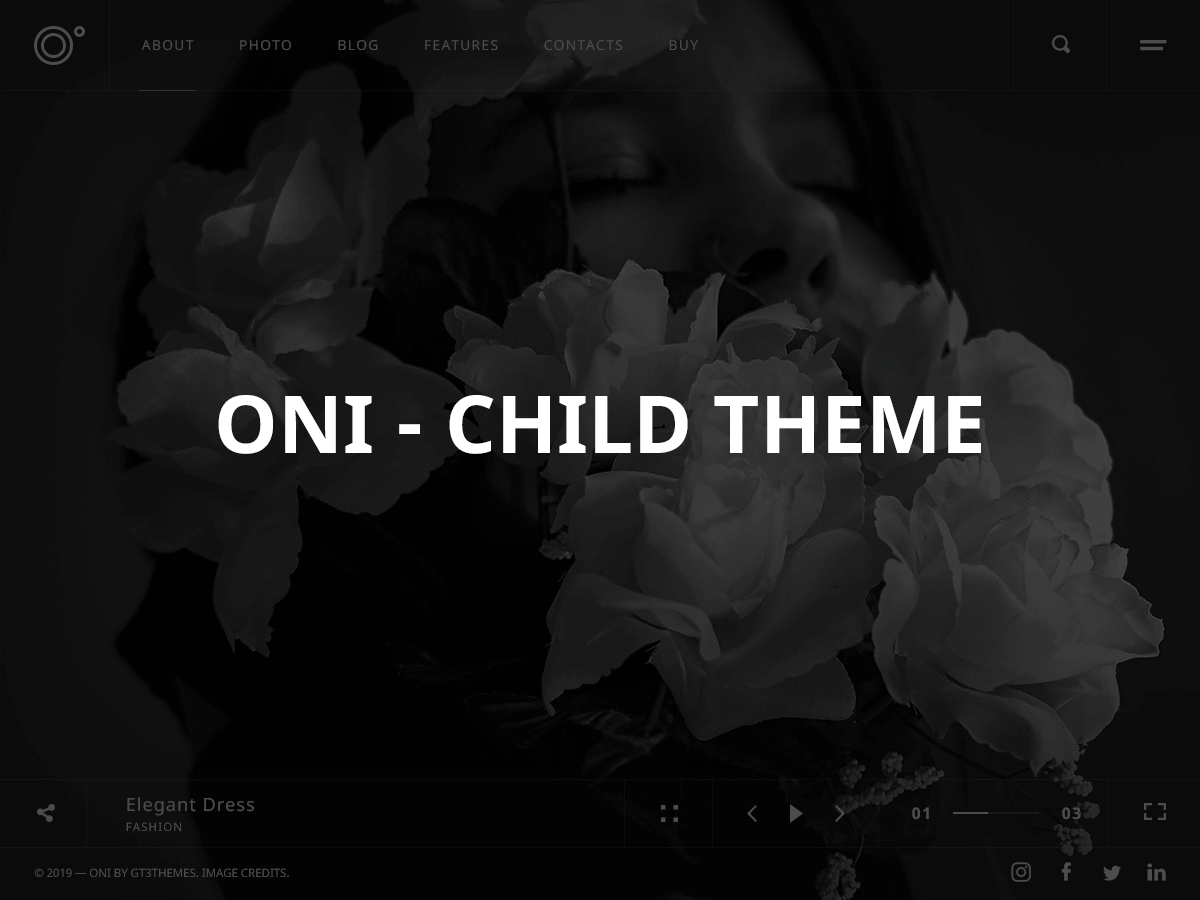 ABOUT PHOTO BLOG FEATURES CONTACTS BUY
ONI - CHILD THEME
Elegant Dress
FASHION
01 03
© 2019 — ONI BY GT3THEMES. IMAGE CREDITS.